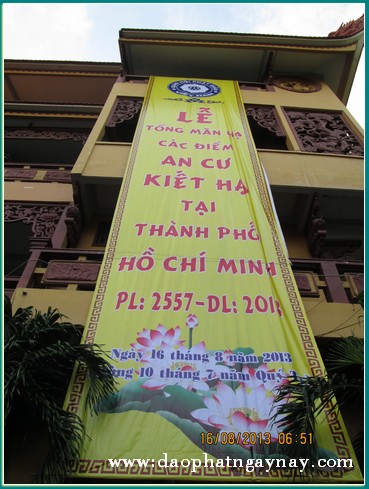 LỄ
TỔNG MÃN HẠ
CÁC ĐIỂM
AN CƯ
KIẾT HẠ
TẠI
THÀNH PHỐ
HỒ CHÍ MINH
PL: 2557-DL: 2013
Ngày 16 tháng 8 năm 2013
10 tháng 7 năm Quý
16/08/2013 06:51
www.daophatngaynay.com